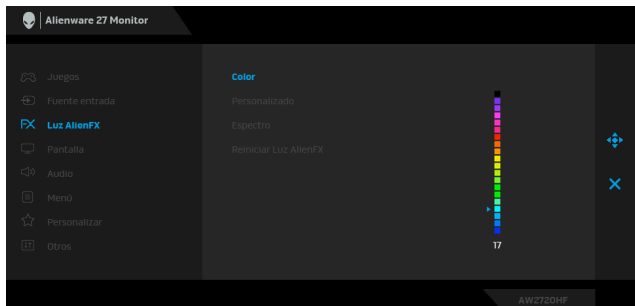 Alienware 27 Monitor
Juegos
Fuente entrada
FX Luz AlienFX
Pantalla
Audio
Menú
Personalizar
Otros
Color
Personalizado
Espectro
Reiniciar Luz AlienFX
17
AW2720HF